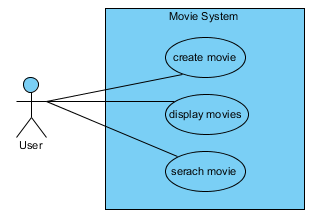 Movie System
create movie
display movies
serach movie
User